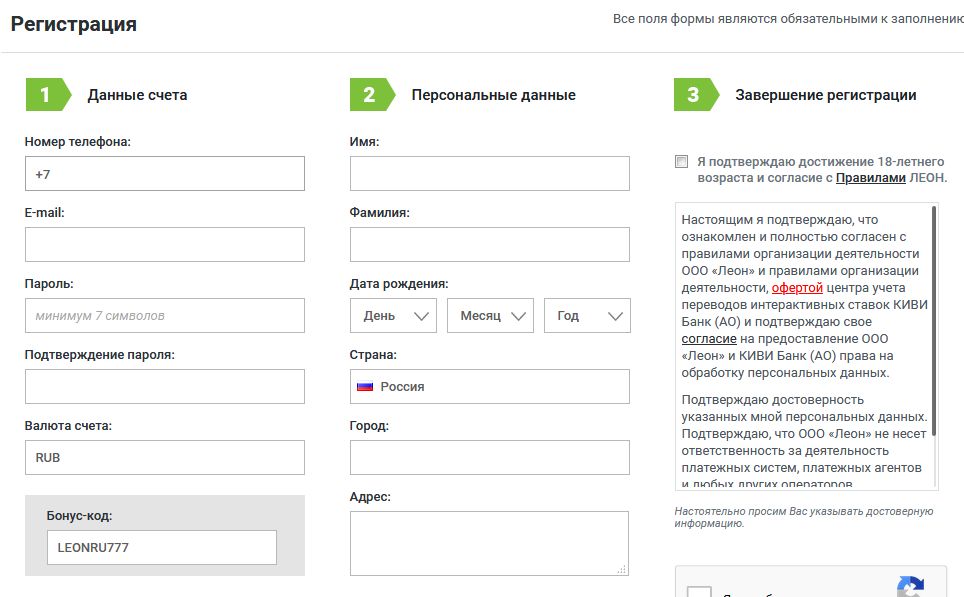 Регистрация
Все поля формы являются обязательными к заполнению
1 Данные счета
Номер телефона:
+7
E-mail:
Пароль:
минимум 7 символов
Подтверждение пароля:
Валюта счета:
RUB
Бонус-код:
LEONRU777
2 Персональные данные
Имя:
Фамилия:
Дата рождения:
День Месяц Год
Страна:
Россия
Город:
Адрес:
3 Завершение регистрации
Я подтверждаю достижение 18-летнего
возраста и согласие с Правилами ЛЕОН.
Настоящим я подтверждаю, что
ознакомлен и полностью согласен с
правилами организации деятельности
ООО «Леон» и правилами организации
деятельности, офертой центра учета
переводов интерактивных ставок КИВИ
Банк (АО) и подтверждаю свое
согласие на предоставление ООО
«Леон» и КИВИ Банк (АО) права на
обработку персональных данных.
Подтверждаю достоверность
указанных мной персональных данных.
Подтверждаю, что ООО «Леон» не несет
ответственность за деятельность
платежных систем, платежных агентов
и любых других операторов
Настоятельно просим Вас указывать достоверную
информацию.